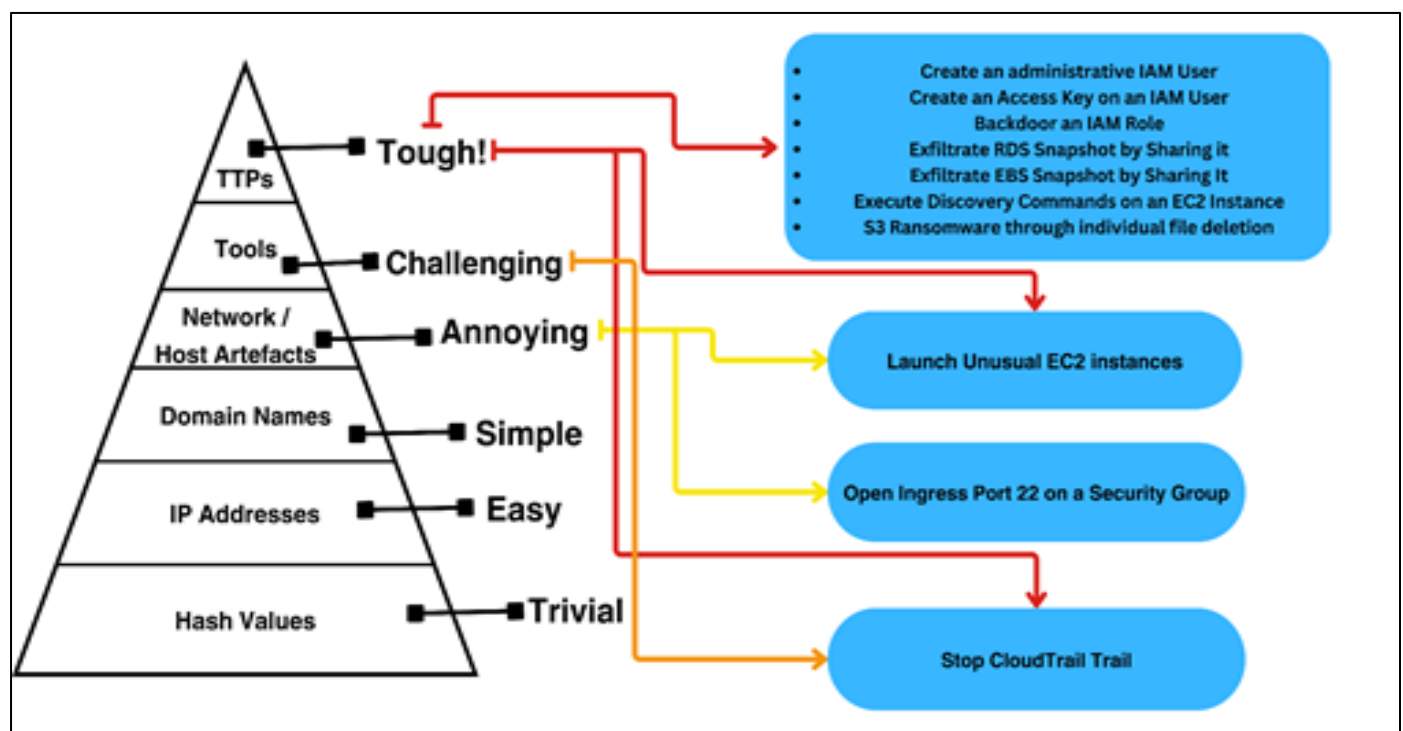 TTPs
Tough!
Tools
Challenging
Network /
Host Artefacts
Annoying
Domain Names
Simple
IP Addresses
Easy
Hash Values
Trivial
• Create an administrative IAM User
• Create an Access Key on an IAM User
• Backdoor an IAM Role
• Exfiltrate RDS Snapshot by Sharing it
• Exfiltrate EBS Snapshot by Sharing It
• Execute Discovery Commands on an EC2 Instance
• S3 Ransomware through individual file deletion
Launch Unusual EC2 instances
Open Ingress Port 22 on a Security Group
Stop CloudTrail Trail